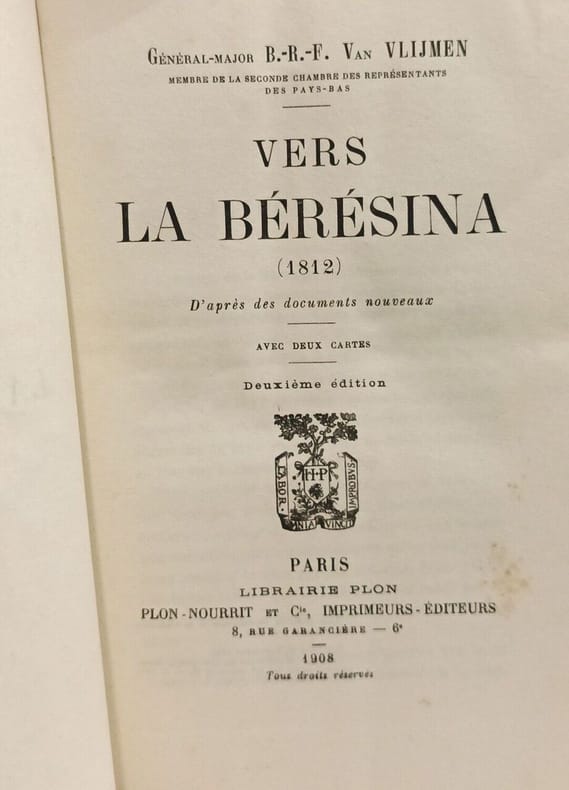 GÉNÉRAL-MAJOR B.-R.-F. VAN VLIJMEN
MEMBRE DE LA SECONDE CHAMBRE DES REPRÉSENTANTS
DES PAYS-BAS
VERS
LA BÉRÉSINA
(1812)
D'après des documents nouveaux
AVEC DEUX CARTES
Deuxième édition
LABOR
H·P
IMPROBUS
OMNIA VINCIT
PARIS
LIBRAIRIE PLON
PLON-NOURRIT ET Cie, IMPRIMEURS-ÉDITEURS
8, RUE GARANCIÈRE — 6e
1908
Tous droits réservés